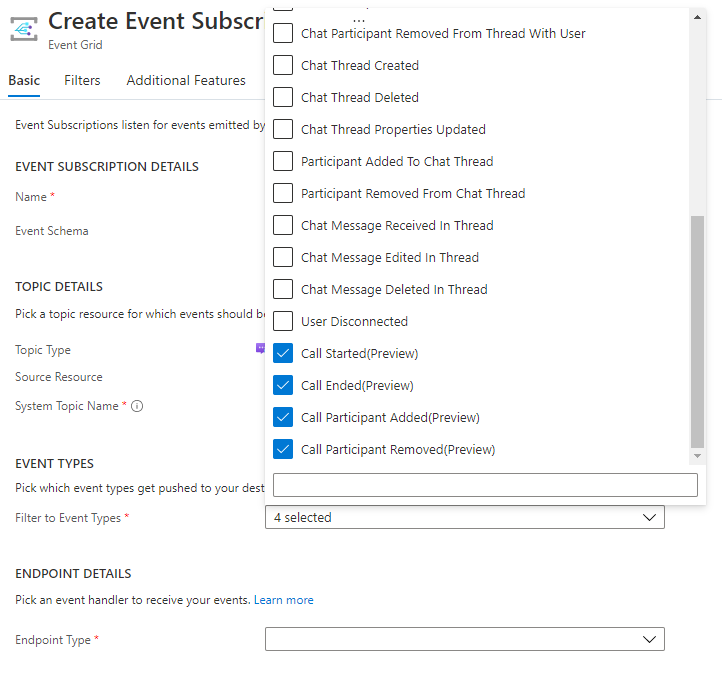 Create Event Subscr
Event Grid
Basic
Filters
Additional Features
Event Subscriptions listen for events emitted by
EVENT SUBSCRIPTION DETAILS
Name *
Event Schema
TOPIC DETAILS
Pick a topic resource for which events should be
Topic Type
Source Resource
System Topic Name *
EVENT TYPES
Pick which event types get pushed to your dest
Filter to Event Types *
...
Chat Participant Removed From Thread With User
Chat Thread Created
Chat Thread Deleted
Chat Thread Properties Updated
Participant Added To Chat Thread
Participant Removed From Chat Thread
Chat Message Received In Thread
Chat Message Edited In Thread
Chat Message Deleted In Thread
User Disconnected
Call Started(Preview)
Call Ended(Preview)
Call Participant Added(Preview)
Call Participant Removed(Preview)
4 selected
ENDPOINT DETAILS
Pick an event handler to receive your events. Learn more
Endpoint Type *